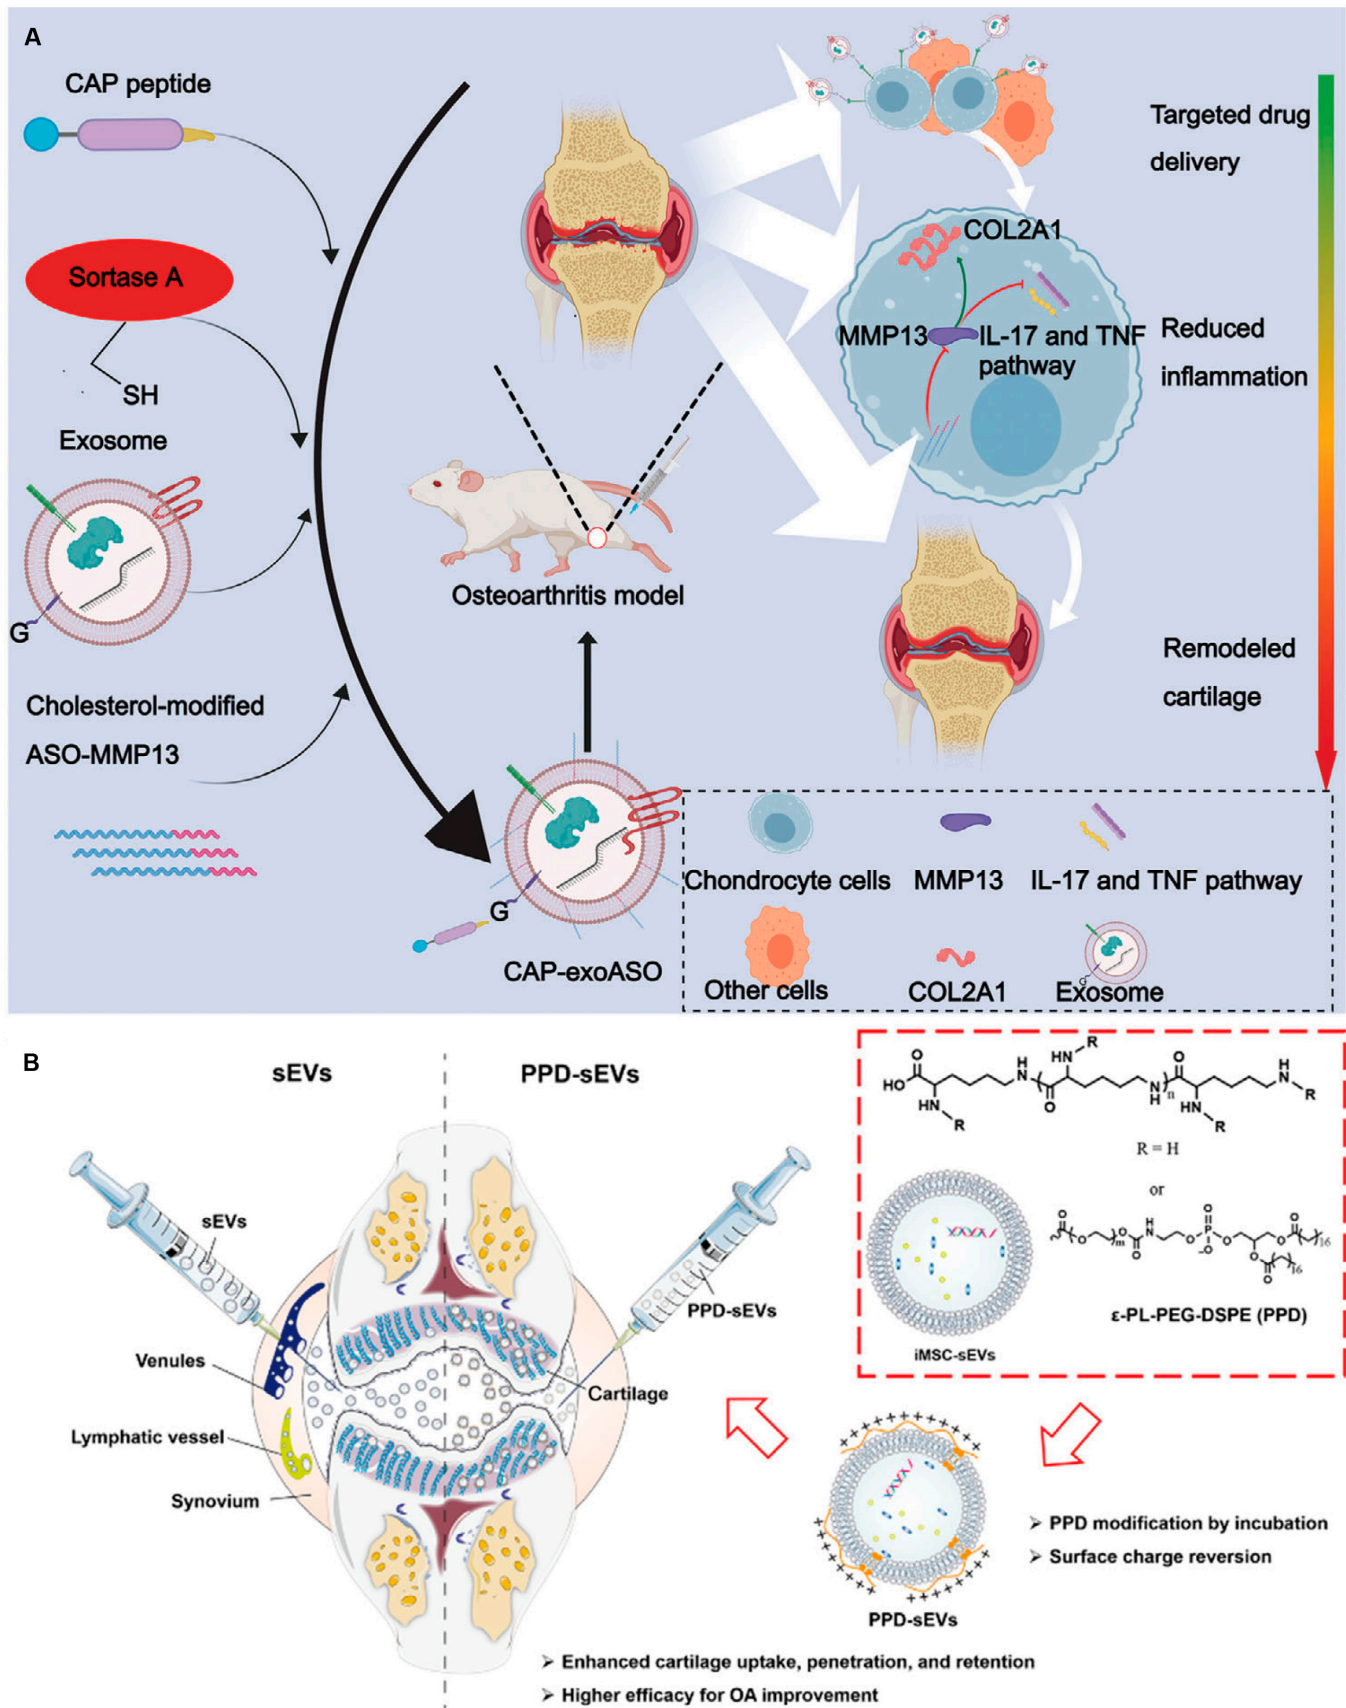 A
CAP peptide
Sortase A
SH
Exosome
G
Cholesterol-modified
ASO-MMP13
Osteoarthritis model
G
CAP-exoASO
COL2A1
MMP13
IL-17 and TNF
pathway
Targeted drug
delivery
Reduced
inflammation
Remodeled
cartilage
Chondrocyte cells
MMP13
IL-17 and TNF pathway
Other cells
COL2A1
G
Exosome
B
sEVs
PPD-sEVs
sEVs
PPD-sEVs
Venules
Cartilage
Lymphatic vessel
Synovium
R
O
HN
H
N
O
H
N
HO
O
N
H
n
R
HN
R
HN
R
R = H
or
O
O
m
O
O
H
N
O
O
P
O
O-
O
O
16
O
O
16
ε-PL-PEG-DSPE (PPD)
iMSC-sEVs
➢ PPD modification by incubation
➢ Surface charge reversion
PPD-sEVs
➢ Enhanced cartilage uptake, penetration, and retention
➢ Higher efficacy for OA improvement